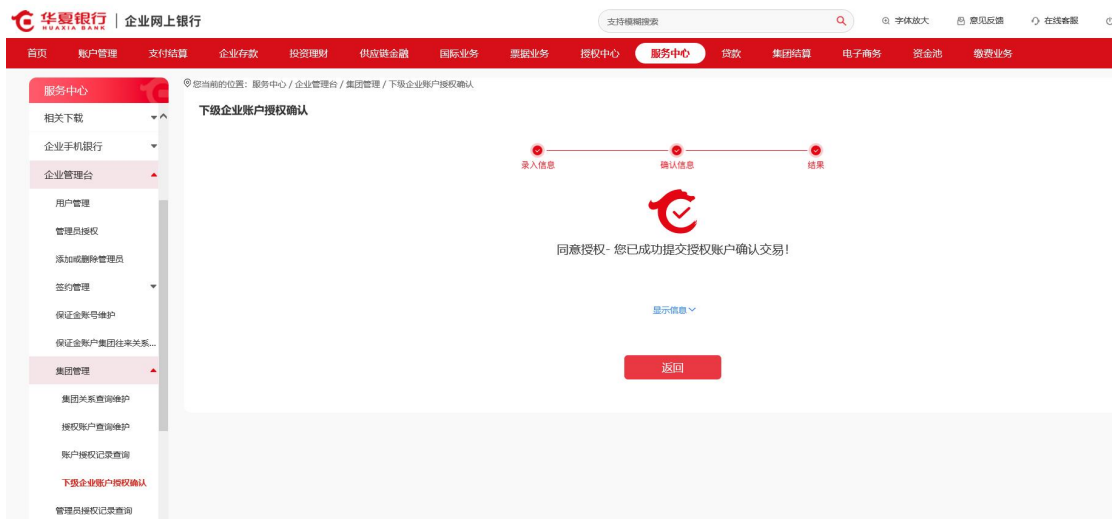 华夏银行 企业网上银行
HUAXIA BANK
支持模糊搜索
字体放大 意见反馈 在线客服
首页 账户管理 支付结算 企业存款 投资理财 供应链金融 国际业务 票据业务 授权中心 服务中心 贷款 集团结算 电子商务 资金池 缴费业务
服务中心
相关下载
企业手机银行
企业管理台
用户管理
管理员授权
添加或删除管理员
签约管理
保证金账号维护
保证金账户集团往来关系...
集团管理
集团关系查询维护
授权账户查询维护
账户授权记录查询
下级企业账户授权确认
管理员授权记录查询
您当前的位置:服务中心 / 企业管理台 / 集团管理 / 下级企业账户授权确认
下级企业账户授权确认
录入信息 确认信息 结果
同意授权- 您已成功提交授权账户确认交易!
显示信息
返回